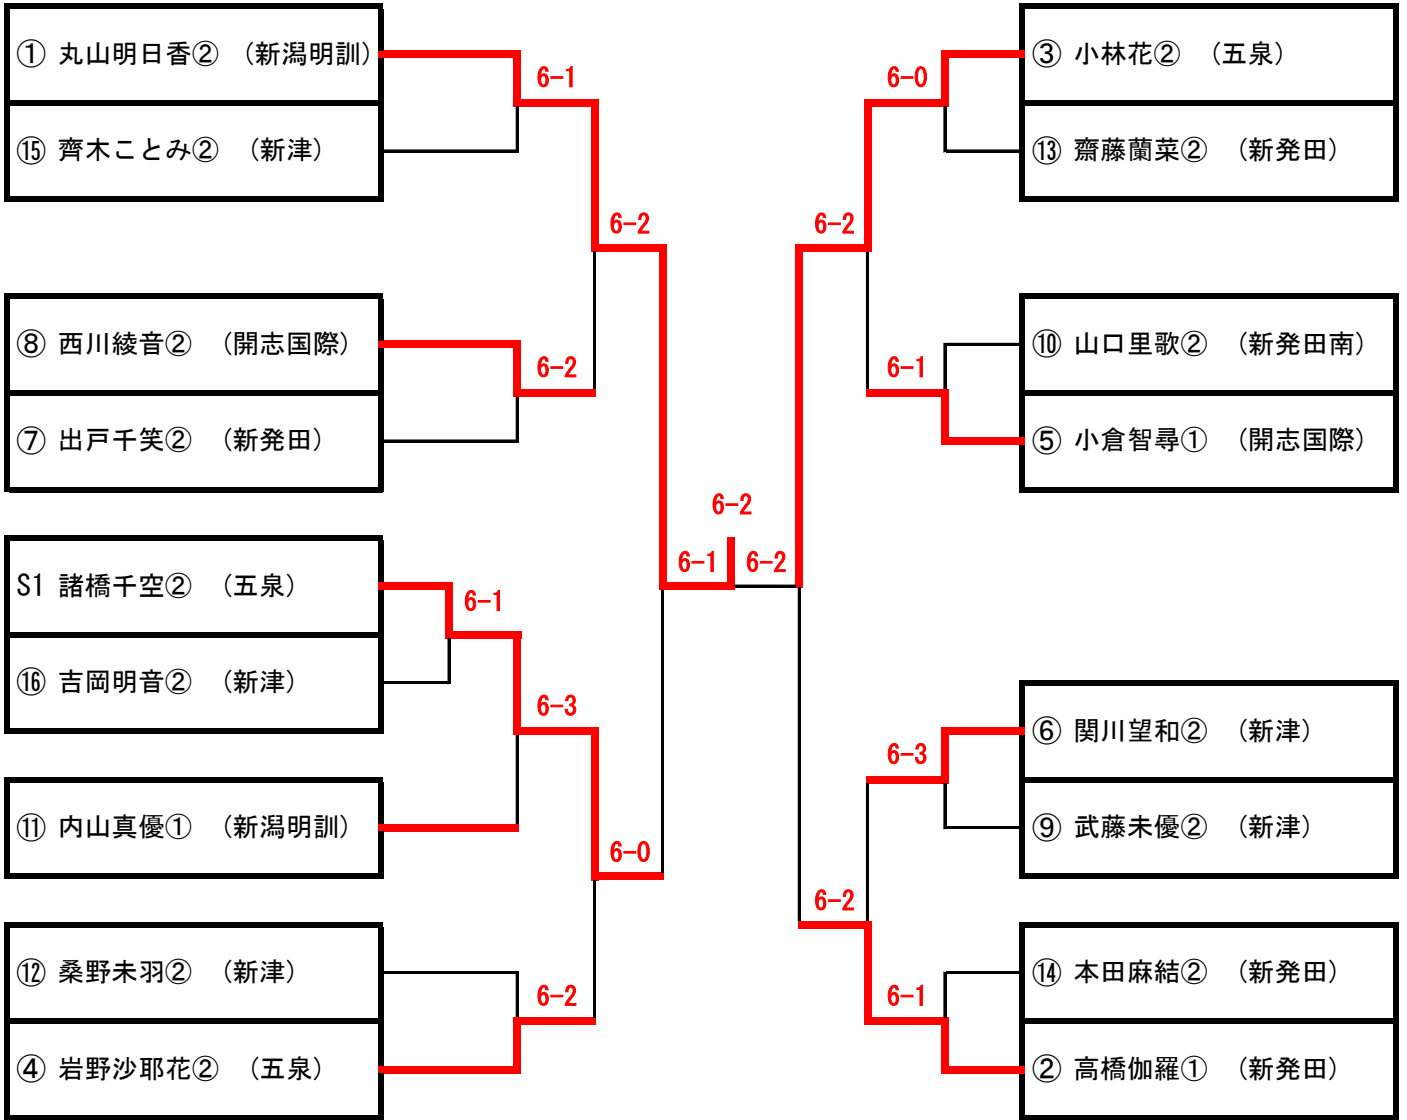 ① 丸山明日香② (新潟明訓)
⑮ 齊木ことみ② (新津)
6-1
6-2
⑧ 西川綾音② (開志国際)
⑦ 出戸千笑② (新発田)
6-2
S1 諸橋千空② (五泉)
⑯ 吉岡明音② (新津)
6-1
⑪ 内山真優① (新潟明訓)
6-3
6-0
⑫ 桑野未羽② (新津)
④ 岩野沙耶花② (五泉)
6-2
6-2
6-1
6-2
③ 小林花② (五泉)
⑬ 齋藤蘭菜② (新発田)
6-0
6-2
⑩ 山口里歌② (新発田南)
⑤ 小倉智尋① (開志国際)
6-1
⑥ 関川望和② (新津)
⑨ 武藤未優② (新津)
6-3
6-2
⑭ 本田麻結② (新発田)
② 高橋伽羅① (新発田)
6-1